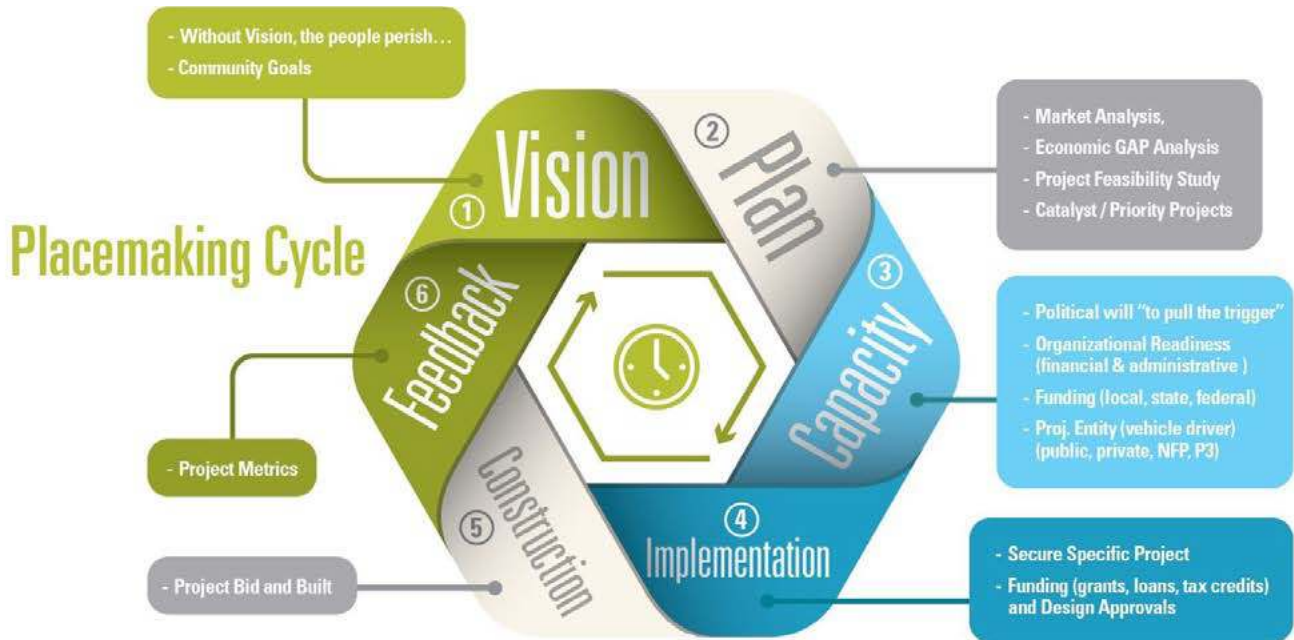 - Without Vision, the people perish...
- Community Goals
Placemaking Cycle
① Vision
② Plan
- Market Analysis,
- Economic GAP Analysis
- Project Feasibility Study
- Catalyst / Priority Projects
③ Capacity
- Political will "to pull the trigger"
- Organizational Readiness
(financial & administrative )
- Funding (local, state, federal)
- Proj. Entity (vehicle driver)
(public, private, NFP, P3)
④
Implementation
- Secure Specific Project
- Funding (grants, loans, tax credits)
and Design Approvals
⑤ Construction
- Project Bid and Built
⑥ Feedback
- Project Metrics